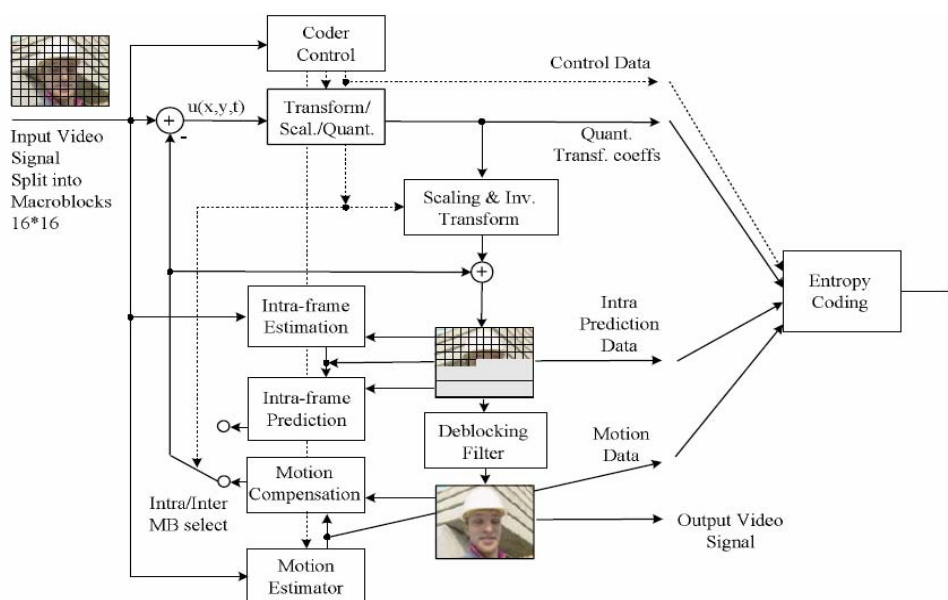 Coder
Control
Control Data
u(x,y,t)
Transform/
Scal./Quant.
+
-
Input Video
Signal
Split into
Macroblocks
16*16
Quant.
Transf. coeffs
Scaling & Inv.
Transform
+
Entropy
Coding
Intra-frame
Estimation
Intra
Prediction
Data
Intra-frame
Prediction
Deblocking
Filter
Motion
Data
Motion
Compensation
Intra/Inter
MB select
Output Video
Signal
Motion
Estimator